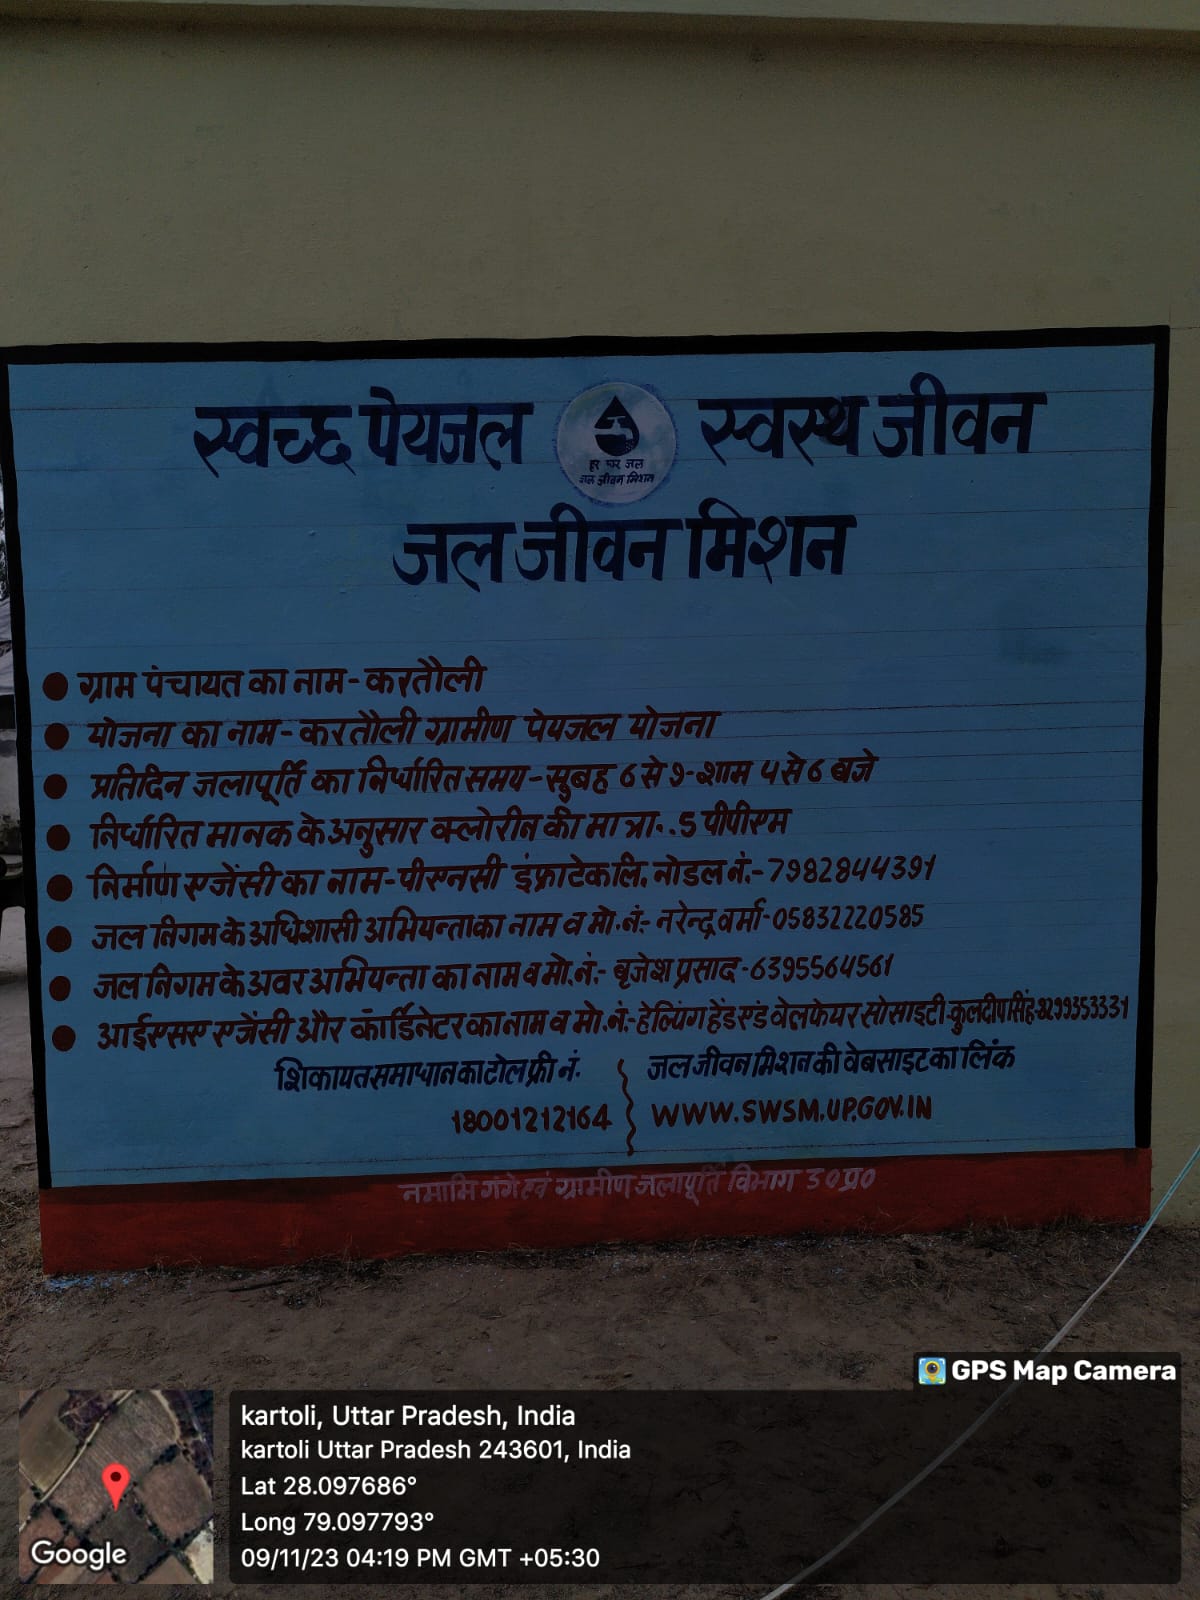 स्वच्छ पेयजल स्वस्थ जीवन
हर घर जल
जल जीवन मिशन
जल जीवन मिशन
ग्राम पंचायत का नाम - करतौली
योजना का नाम - करतौली ग्रामीण पेयजल योजना
प्रतिदिन जलापूर्ति का निर्धारित समय - सुबह 6 से 9 - शाम 4 से 6 बजे
निर्धारित मानक के अनुसार क्लोरीन की मात्रा . .5 पीपीएम
निर्माण एजेंसी का नाम - पीएनसी इंफ्राटेक लि. नोडल नं. - 7982844391
जल निगम के अधिशासी अभियन्ता का नाम व मो. नं:- नरेन्द्र वर्मा - 05832220585
जल निगम के अवर अभियन्ता का नाम व मो. नं:- बृजेश प्रसाद - 6395564561
आईएसए एजेंसी और कार्डिनेटर का नाम व मो. नं:- हेल्पिंग हेंड एंड वेलफेयर सोसाइटी - कुलदीप सिंह - 8299353331
शिकायत समाधान का टोल फ्री नं. जल जीवन मिशन की वेबसाइट का लिंक
18001212164 WWW.SWSM.UP.GOV.IN
नमामि गंगे एवं ग्रामीण जलापूर्ति विभाग उ०प्र०
GPS Map Camera
kartoli, Uttar Pradesh, India
kartoli Uttar Pradesh 243601, India
Lat 28.097686°
Long 79.097793°
09/11/23 04:19 PM GMT +05:30
Google